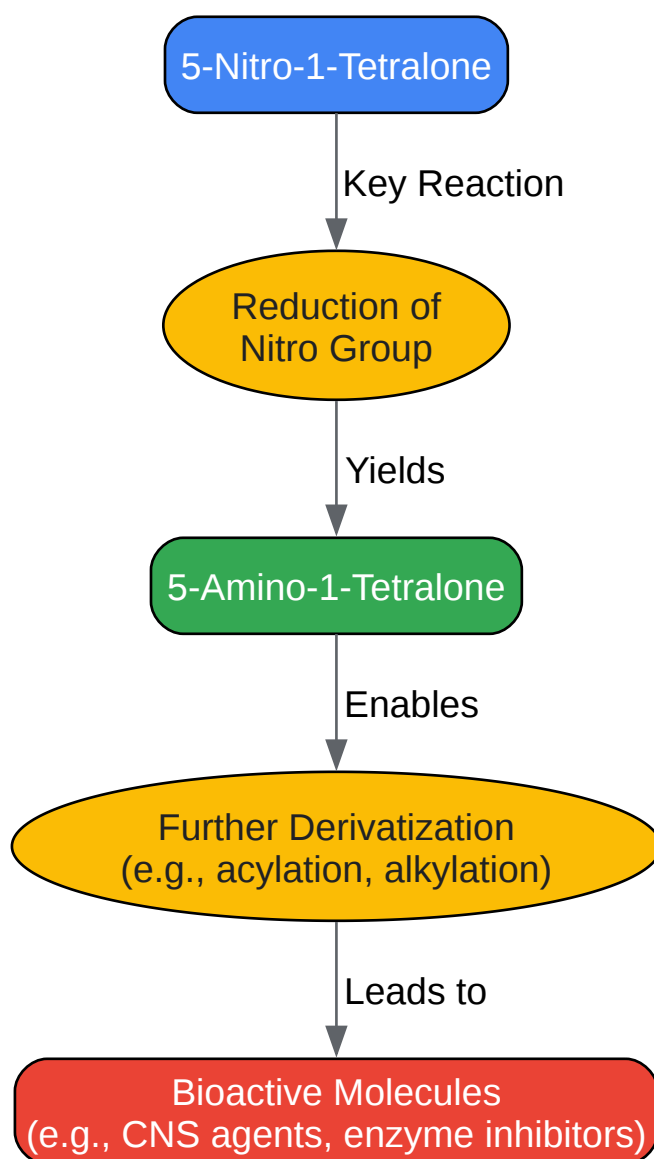 5-Nitro-1-Tetralone
Key Reaction
Reduction of
Nitro Group
Yields
5-Amino-1-Tetralone
Enables
Further Derivatization
(e.g., acylation, alkylation)
Leads to
Bioactive Molecules
(e.g., CNS agents, enzyme inhibitors)